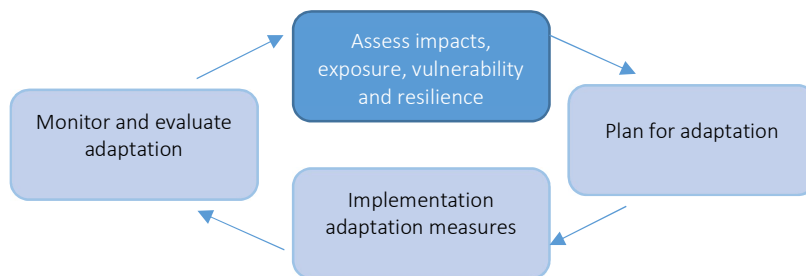 Assess impacts,
exposure, vulnerability
and resilience
Monitor and evaluate
adaptation
Plan for adaptation
Implementation
adaptation measures